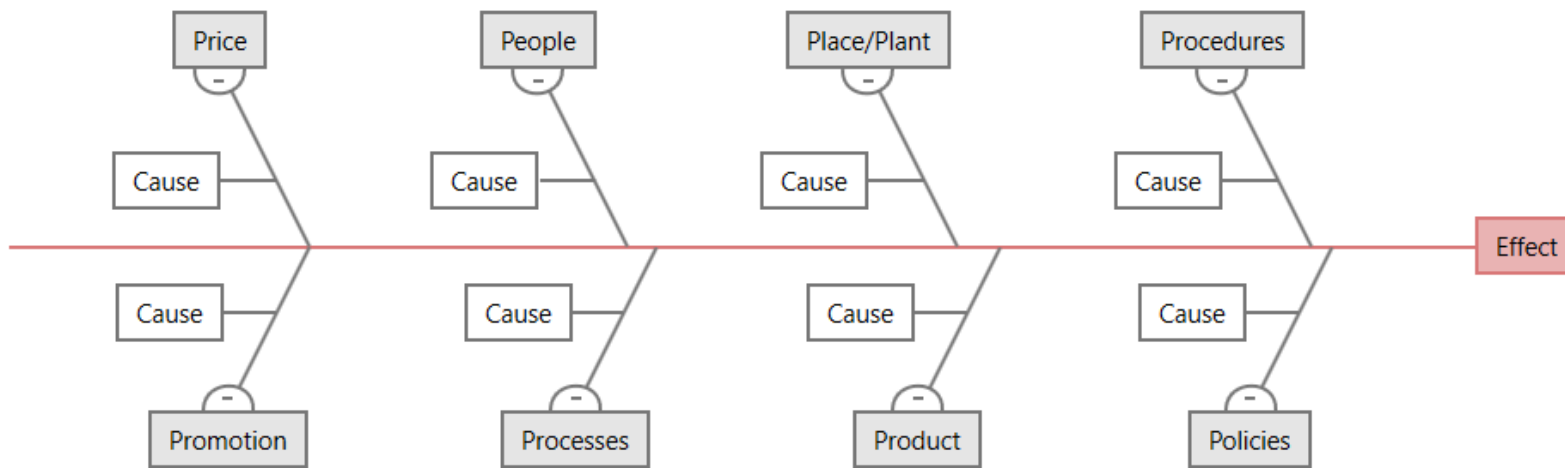 Price
People
Place/Plant
Procedures
-
-
-
-
Cause
Cause
Cause
Cause
Effect
Cause
Cause
Cause
Cause
-
-
-
-
Promotion
Processes
Product
Policies